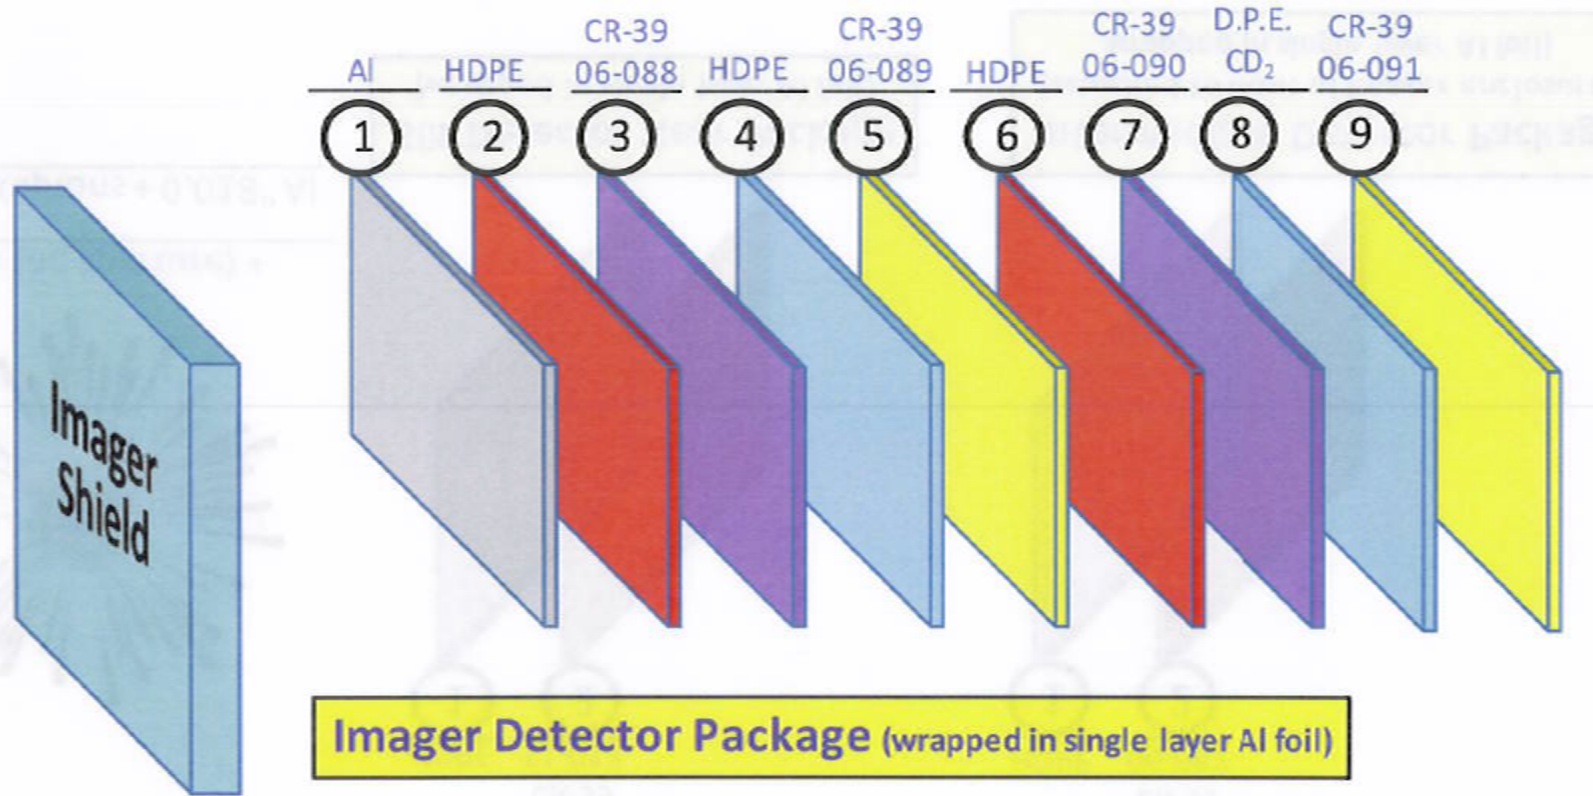 Al
HDPE
CR-39
06-088
HDPE
CR-39
06-089
HDPE
CR-39
06-090
D.P.E.
CD₂
CR-39
06-091
1
2
3
4
5
6
7
8
9
Imager
Shield
Imager Detector Package (wrapped in single layer Al foil)